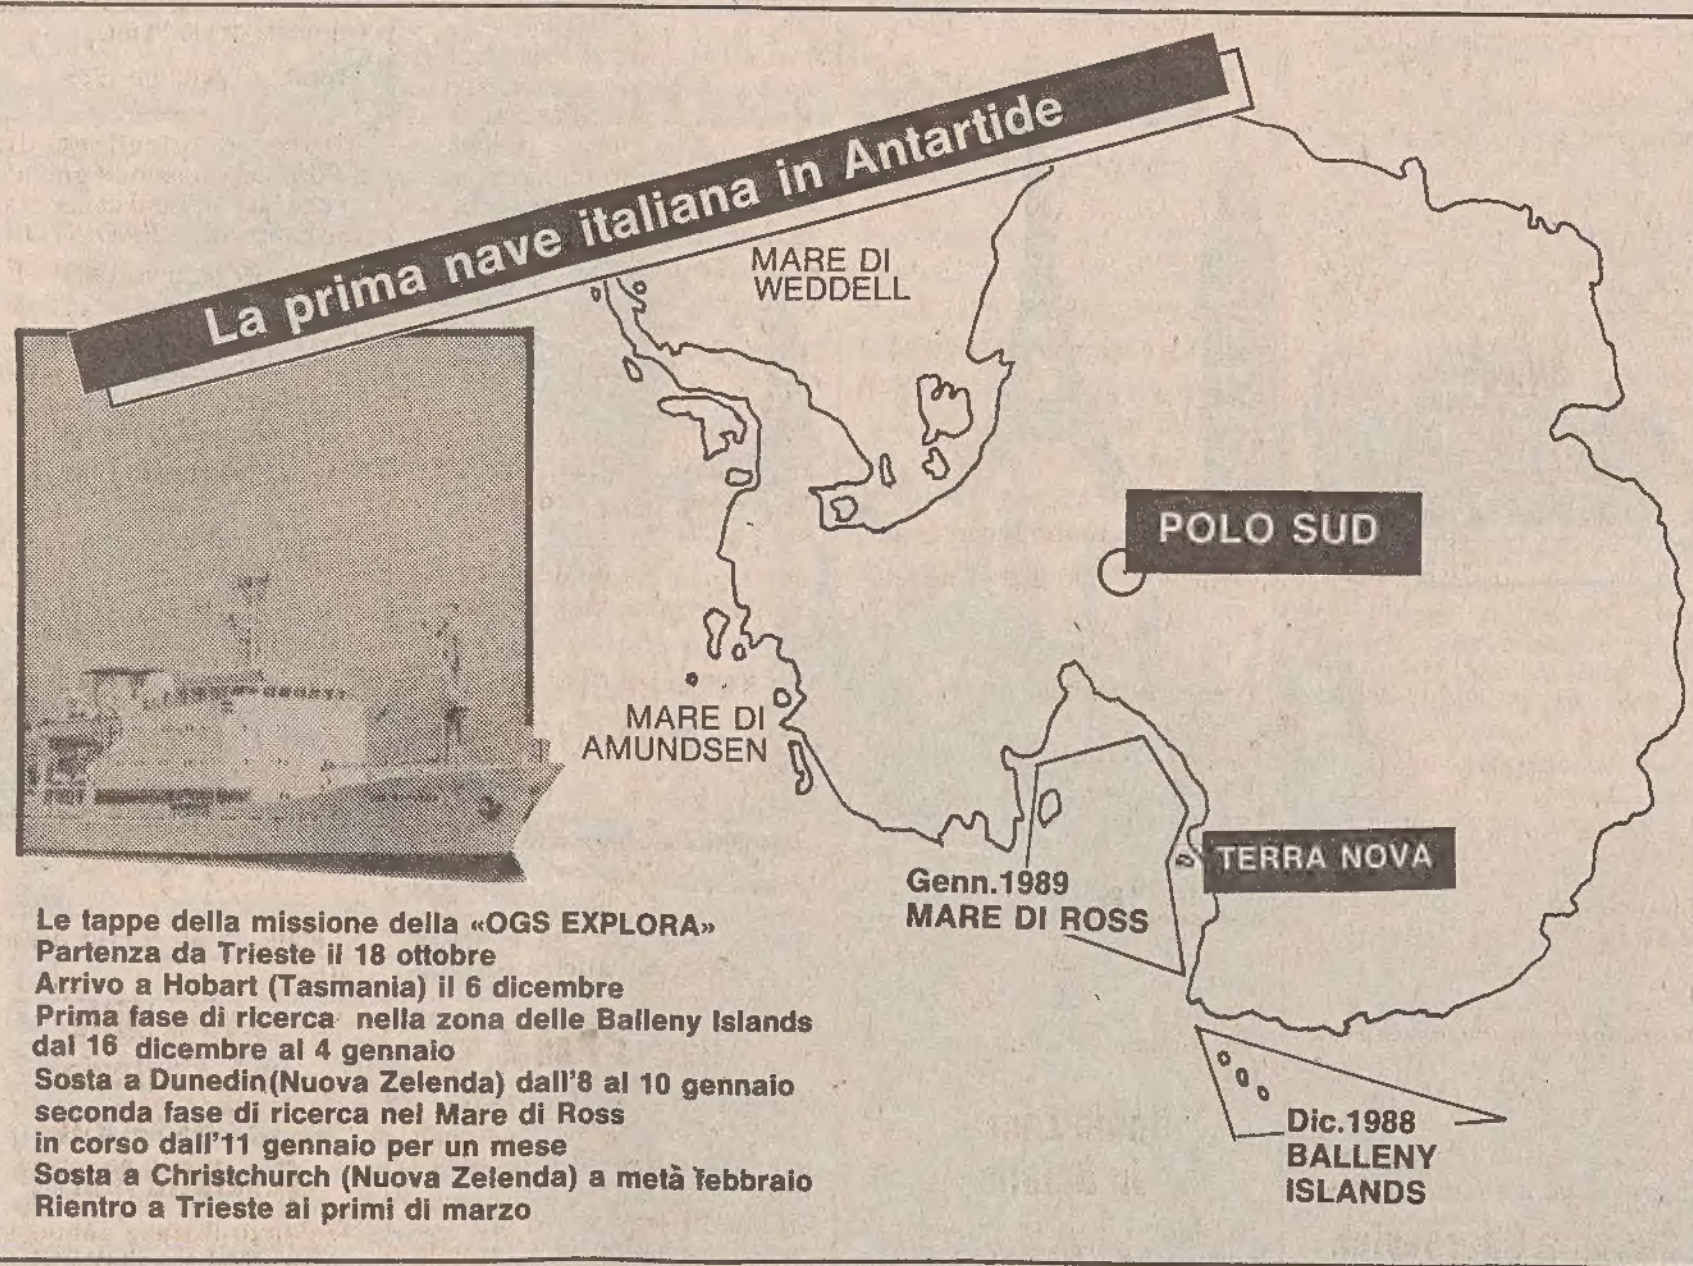 La prima nave italiana in Antartide
MARE DI
WEDDELL
POLO SUD
MARE DI
AMUNDSEN
TERRA NOVA
Genn.1989
MARE DI ROSS
Dic.1988
BALLENY
ISLANDS
Le tappe della missione della «OGS EXPLORA»
Partenza da Trieste il 18 ottobre
Arrivo a Hobart (Tasmania) il 6 dicembre
Prima fase di ricerca nella zona delle Balleny Islands
dal 16 dicembre al 4 gennaio
Sosta a Dunedin(Nuova Zelenda) dall'8 al 10 gennaio
seconda fase di ricerca nel Mare di Ross
in corso dall'11 gennaio per un mese
Sosta a Christchurch (Nuova Zelenda) a metà febbraio
Rientro a Trieste ai primi di marzo